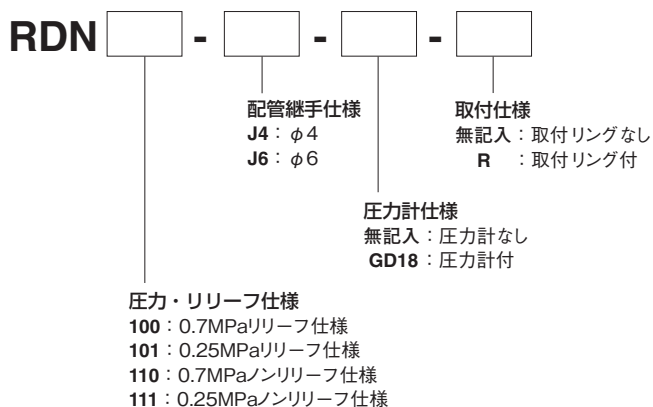 RDN - - -
配管継手仕様
J4：φ4
J6：φ6
取付仕様
無記入：取付リングなし
R：取付リング付
圧力計仕様
無記入：圧力計なし
GD18：圧力計付
圧力・リリーフ仕様
100：0.7MPaリリーフ仕様
101：0.25MPaリリーフ仕様
110：0.7MPaノンリリーフ仕様
111：0.25MPaノンリリーフ仕様